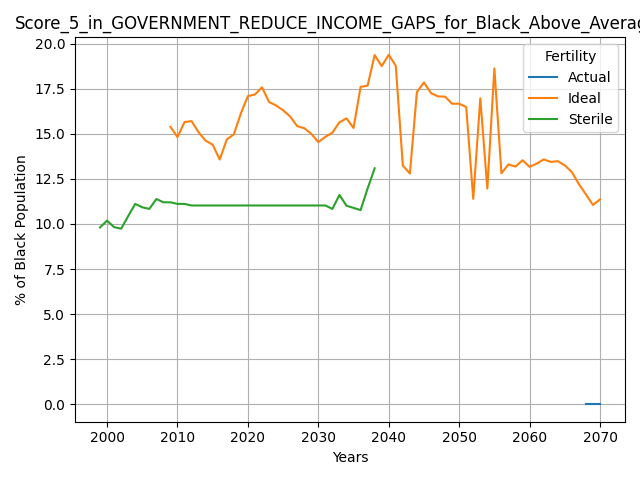 Score_5_in_GOVERNMENT_REDUCE_INCOME_GAPS_for_Black_Above_Averag
Fertility
Actual
Ideal
Sterile
% of Black Population
20.0
17.5
15.0
12.5
10.0
7.5
5.0
2.5
0.0
2000 2010 2020 2030 2040 2050 2060 2070
Years